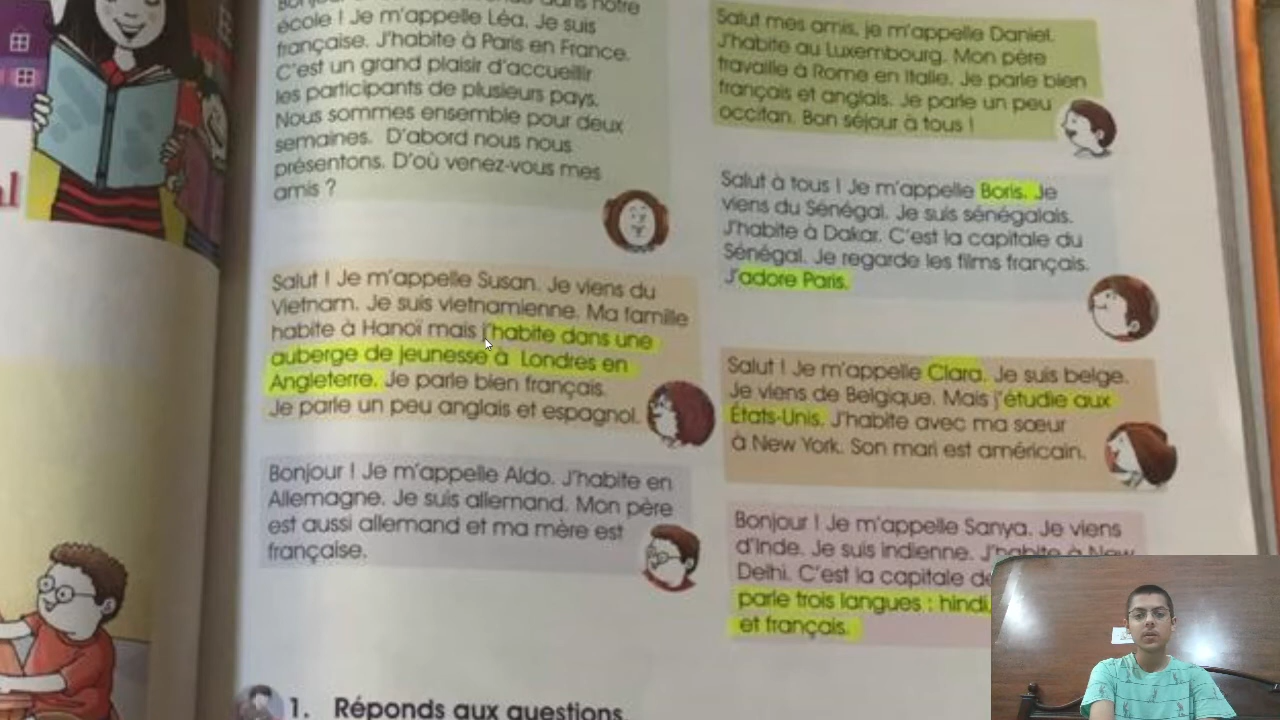 école ! Je m'appelle Léa. Je suis
française. J'habite à Paris en France.
C'est un grand plaisir d'accueillir
les participants de plusieurs pays.
Nous sommes ensemble pour deux
semaines. D'abord nous nous
présentons. D'où venez-vous mes
amis ?
Salut ! Je m'appelle Susan. Je viens du
Vietnam. Je suis vietnamienne. Ma famille
habite à Hanoï mais j'habite dans une
auberge de jeunesse à Londres en
Angleterre. Je parle bien français.
Je parle un peu anglais et espagnol.
Bonjour ! Je m'appelle Aldo. J'habite en
Allemagne. Je suis allemand. Mon père
est aussi allemand et ma mère est
française.
Salut mes amis, je m'appelle Daniel.
J'habite au Luxembourg. Mon père
travaille à Rome en Italie. Je parle bien
français et anglais. Je parle un peu
occitan. Bon séjour à tous !
Salut à tous ! Je m'appelle Boris. Je
viens du Sénégal. Je suis sénégalais.
J'habite à Dakar. C'est la capitale du
Sénégal. Je regarde les films français.
J'adore Paris.
Salut ! Je m'appelle Clara. Je suis belge.
Je viens de Belgique. Mais j'étudie aux
États-Unis. J'habite avec ma sœur
à New York. Son mari est américain.
Bonjour ! Je m'appelle Sanya. Je viens
d'Inde. Je suis indienne. J'habite à New
Delhi. C'est la capitale
parle trois langues : hindi,
et français.
1. Réponds aux questions